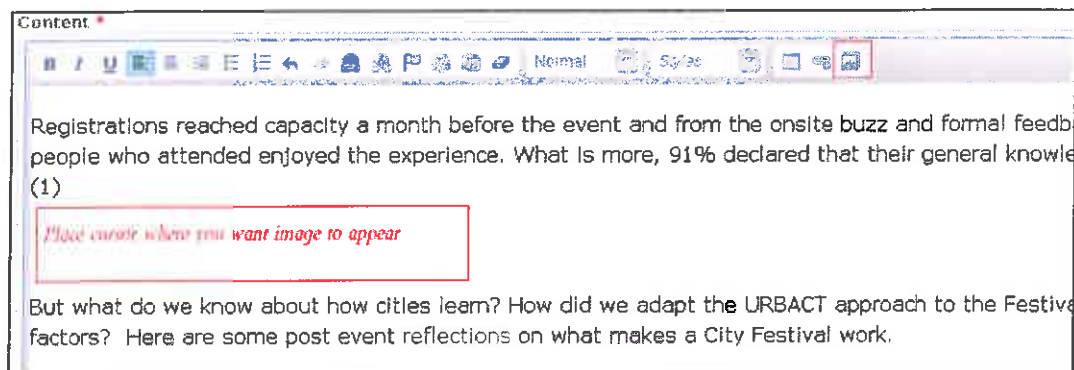 Content *
B I U Normal Styles
Registrations reached capacity a month before the event and from the onsite buzz and formal feedb
people who attended enjoyed the experience. What is more, 91% declared that their general knowle
(1)
Place cursor where you want image to appear
But what do we know about how cities learn? How did we adapt the URBACT approach to the Festiva
factors? Here are some post event reflections on what makes a City Festival work.